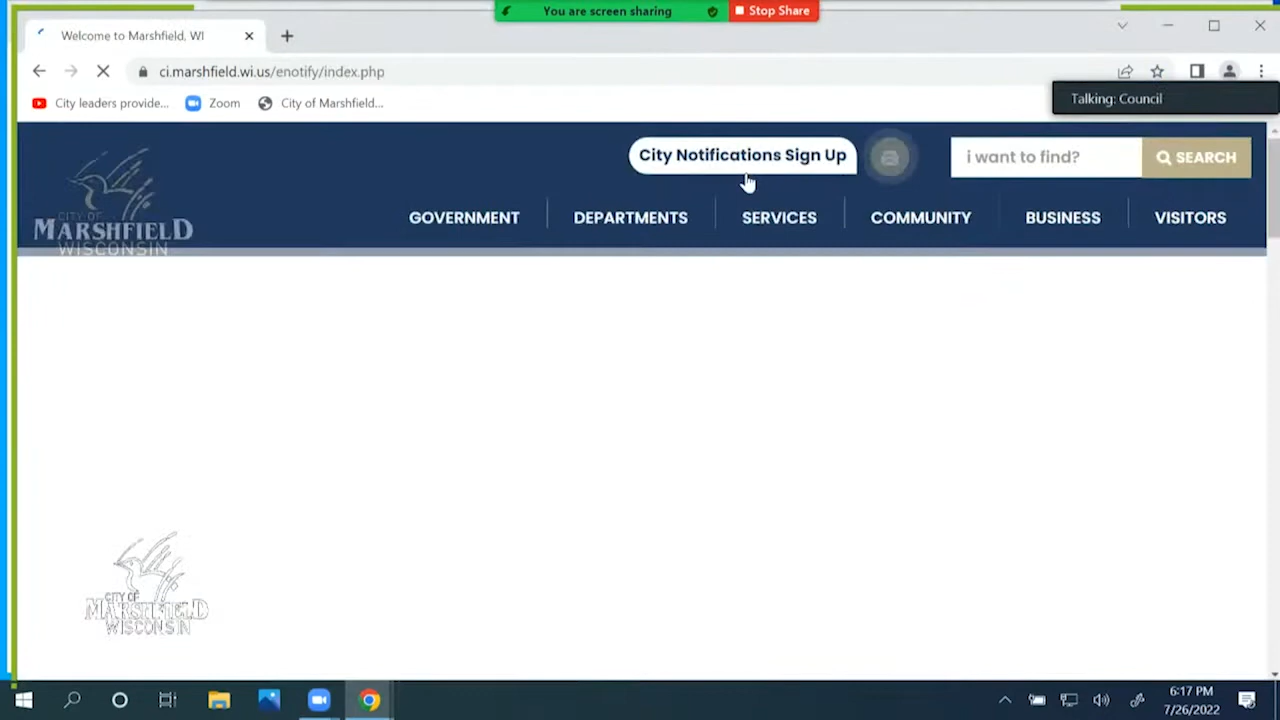 You are screen sharing
Stop Share
Welcome to Marshfield, WI
ci.marshfield.wi.us/enotify/index.php
City leaders provide...
Zoom
City of Marshfield...
Talking: Council
City Notifications Sign Up
i want to find?
SEARCH
CITY OF
MARSHFIELD
WISCONSIN
GOVERNMENT
DEPARTMENTS
SERVICES
COMMUNITY
BUSINESS
VISITORS
CITY OF
MARSHFIELD
WISCONSIN
6:17 PM
7/26/2022